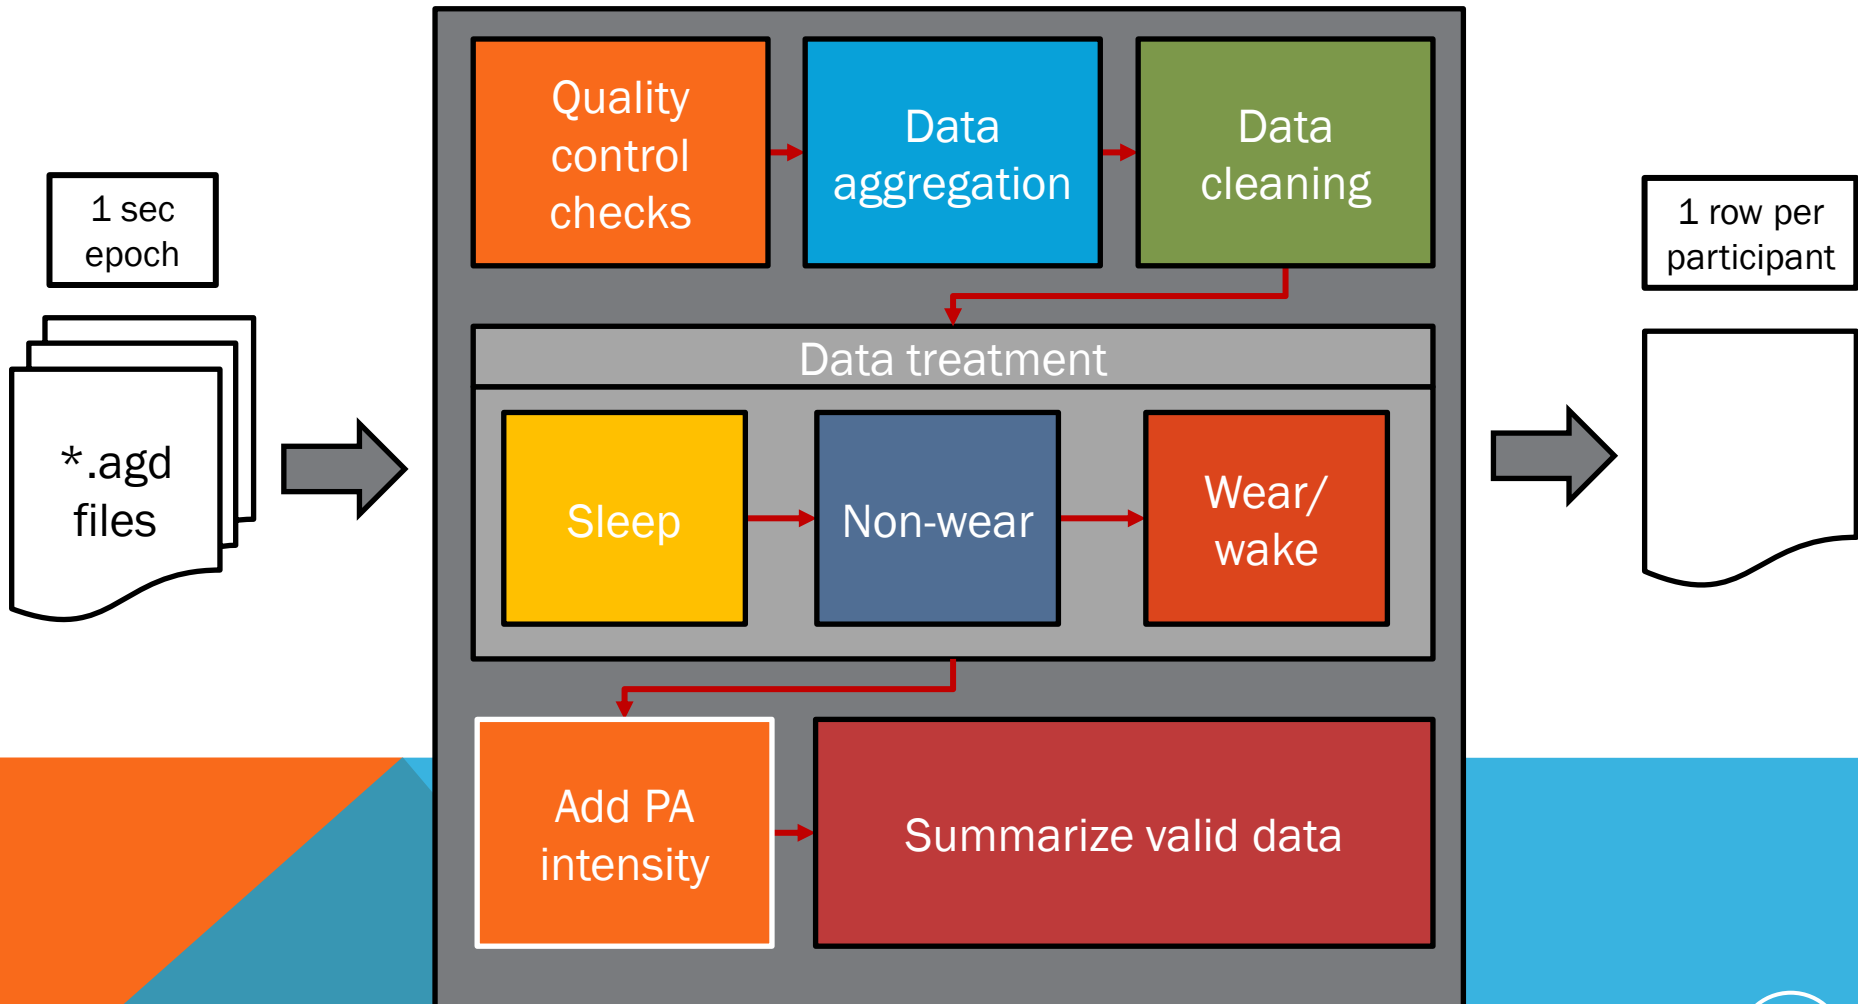 1 sec
epoch
*.agd
files
Quality
control
checks
Data
aggregation
Data
cleaning
Data treatment
Sleep
Non-wear
Wear/
wake
Add PA
intensity
Summarize valid data
1 row per
participant